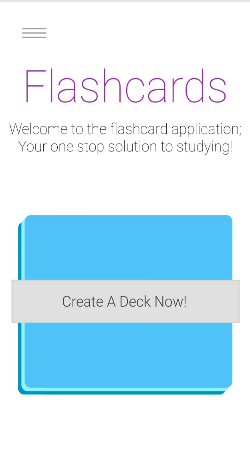 Flashcards
Welcome to the flashcard application;
Your one stop solution to studying!
Create A Deck Now!